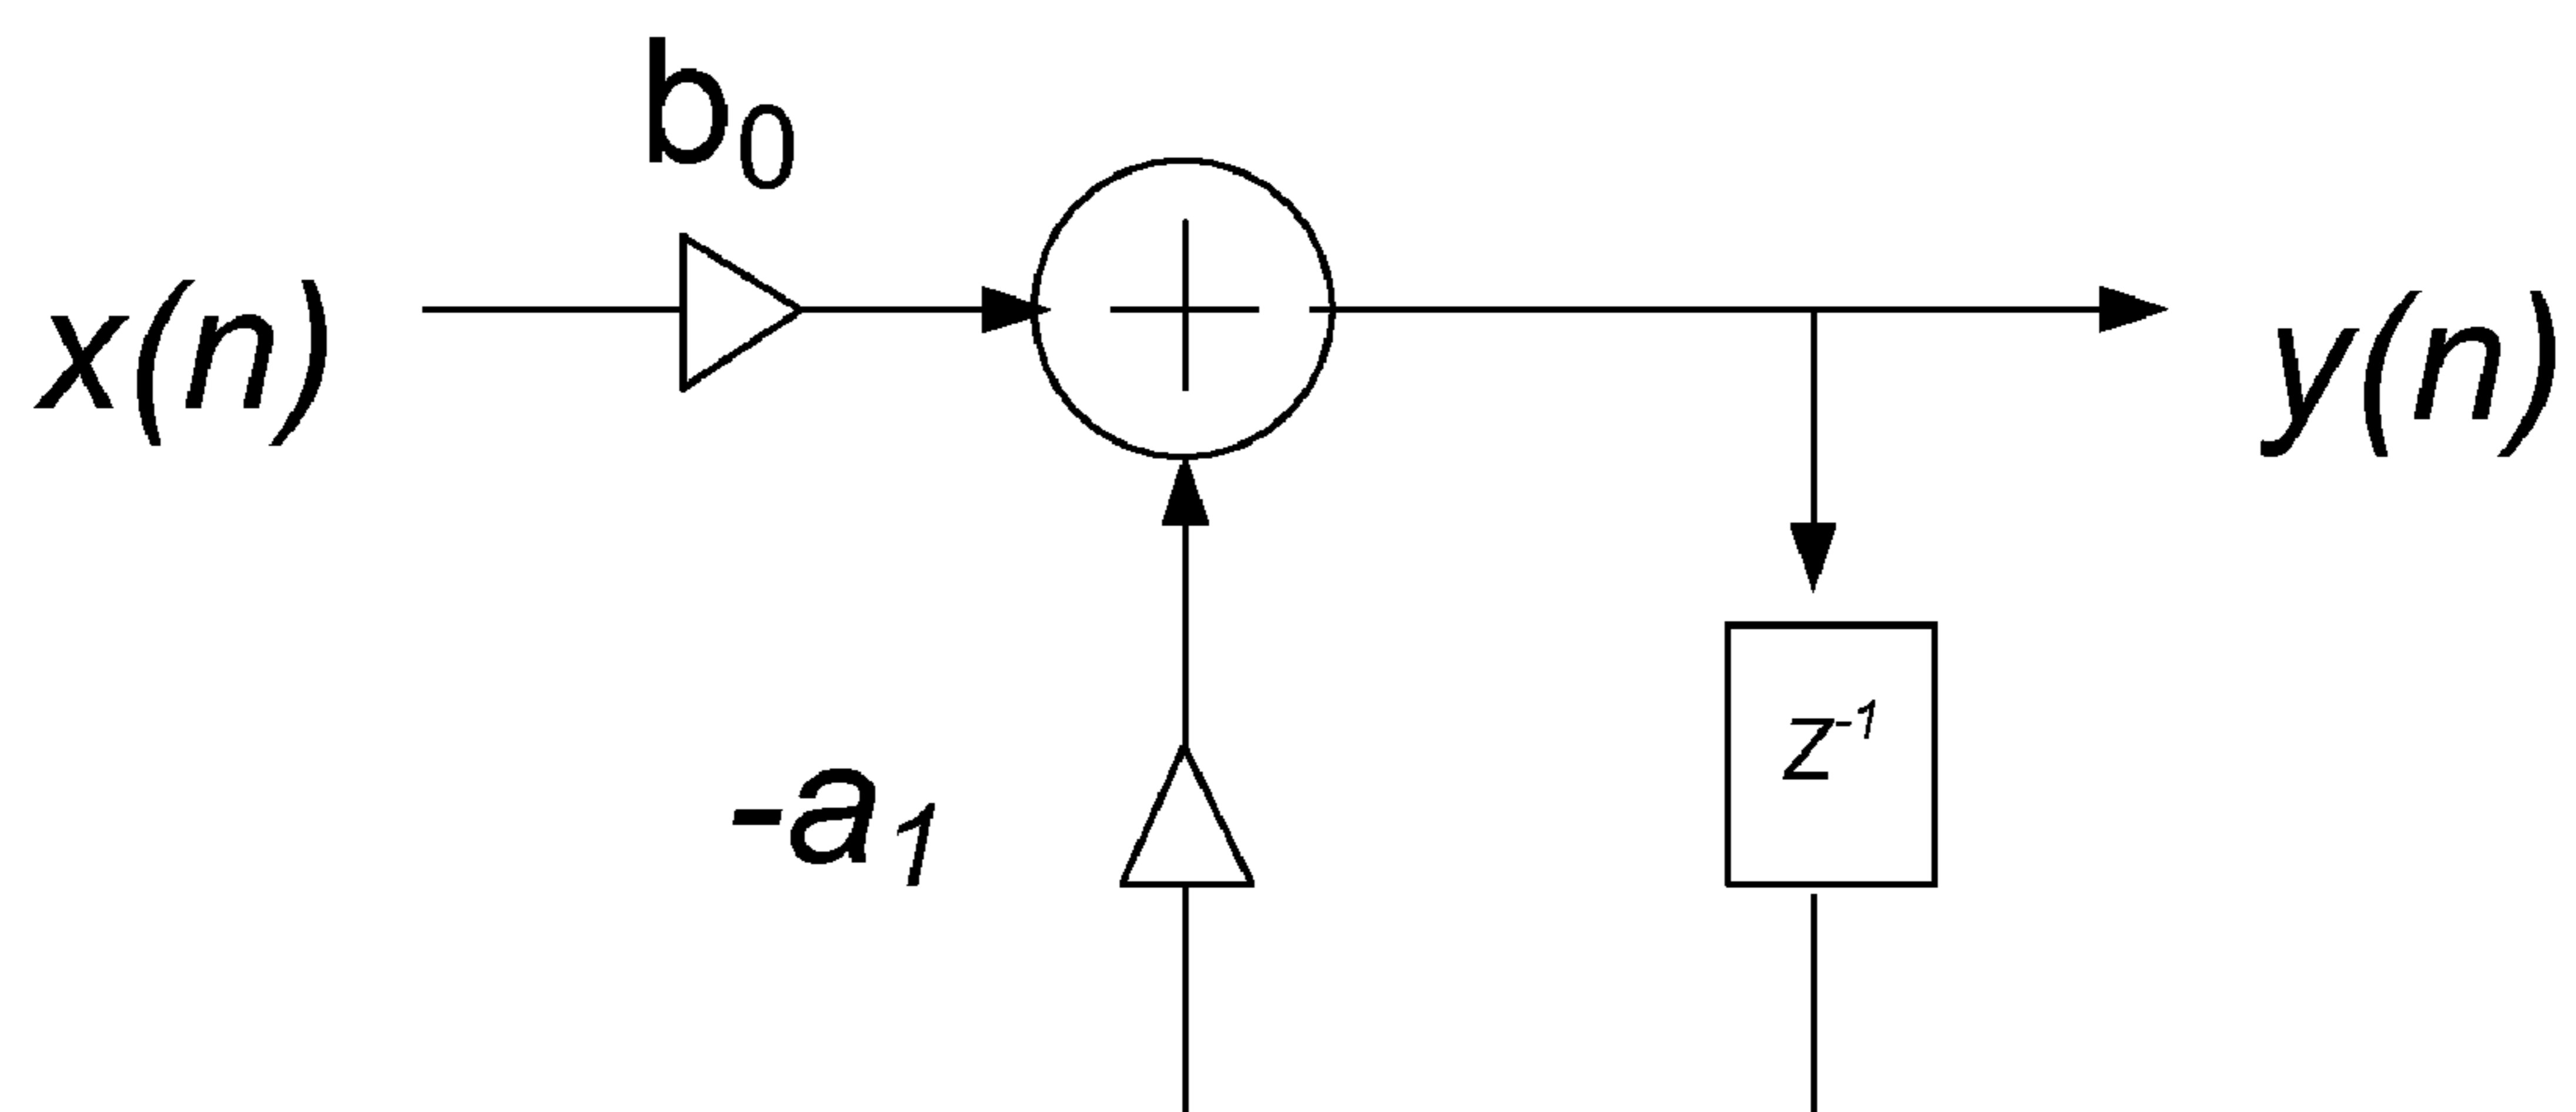 b₀
x(n)
y(n)
z⁻¹
-a₁